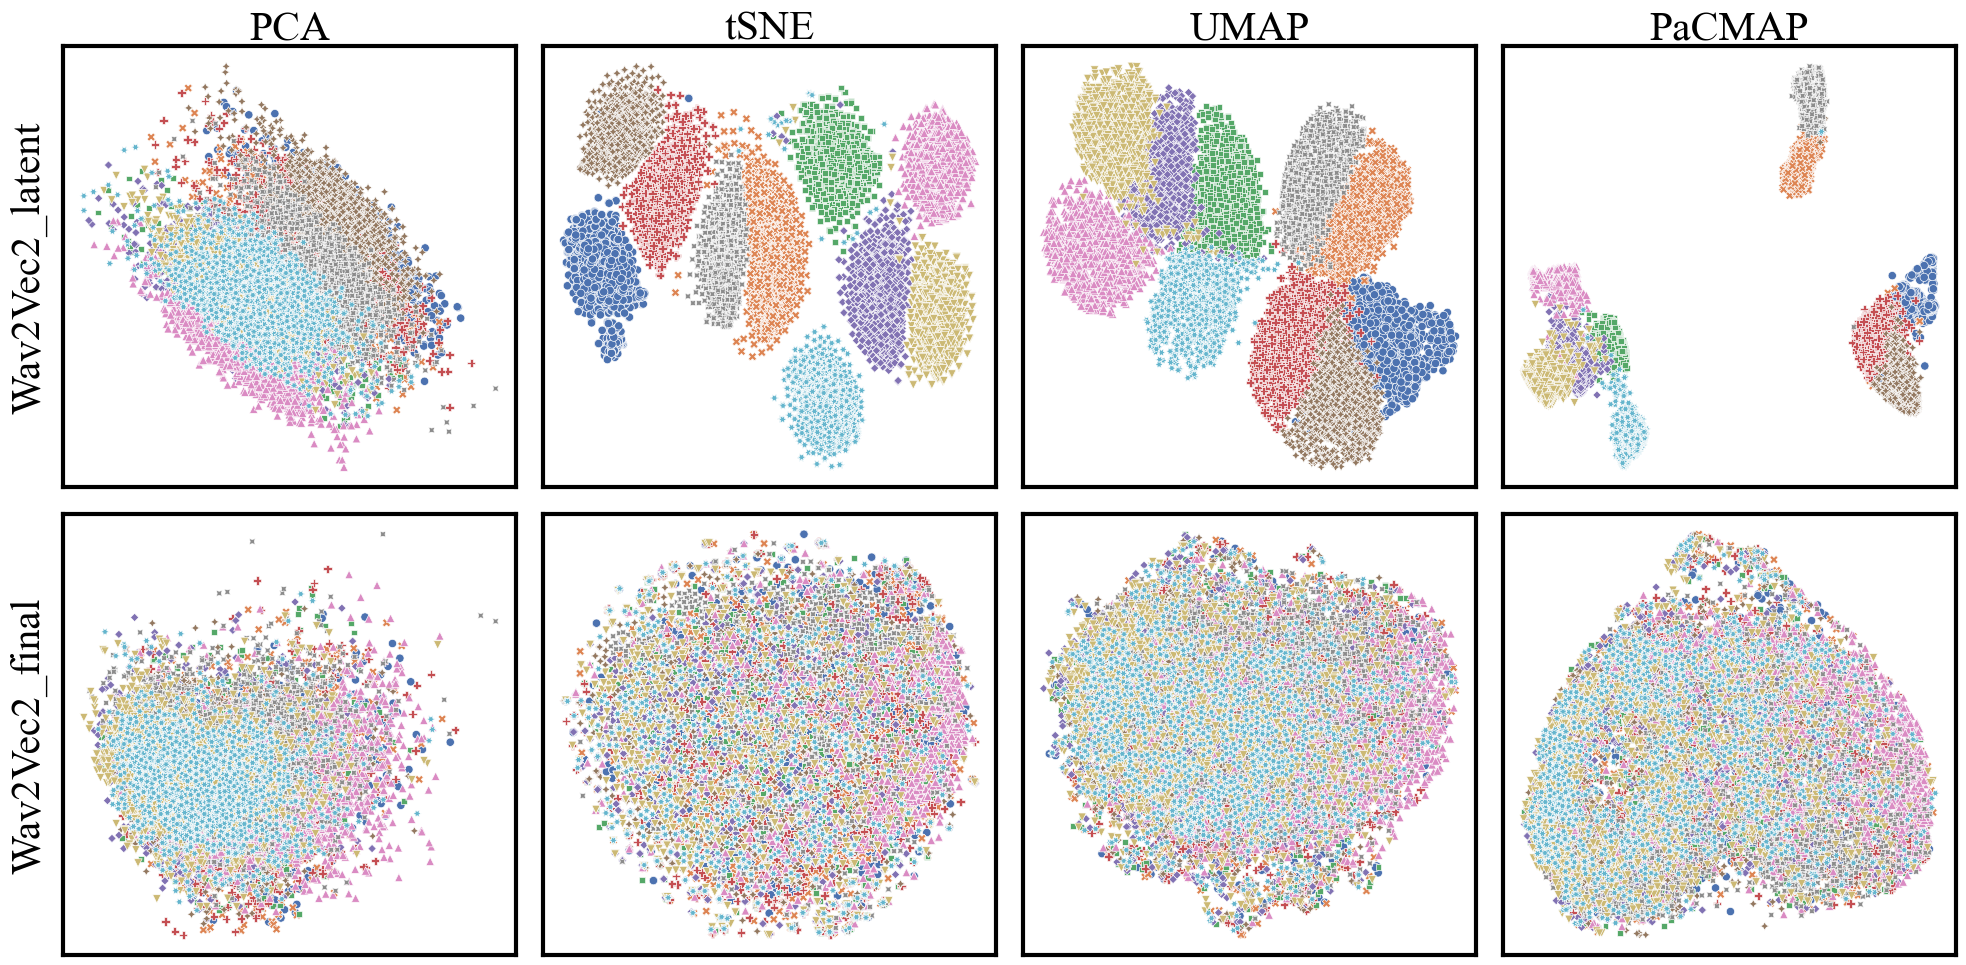 PCA
tSNE
UMAP
PaCMAP
Wav2Vec2_latent
Wav2Vec2_final